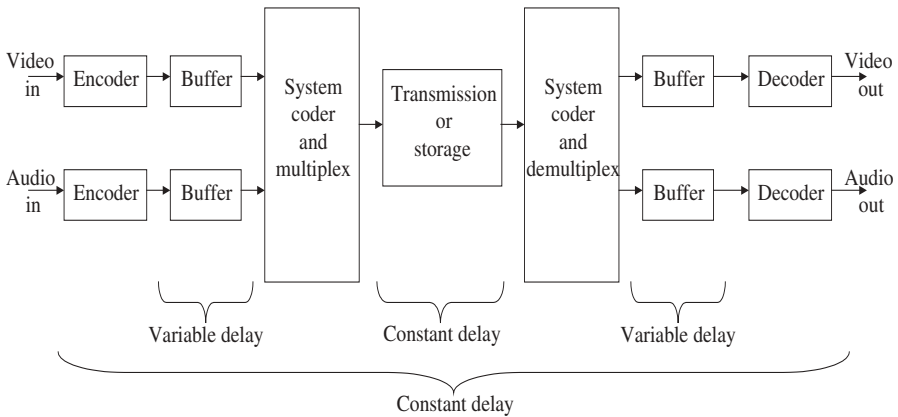 Video
in
Encoder
Buffer
System
coder
and
multiplex
Transmission
or
storage
System
coder
and
demultiplex
Buffer
Decoder
Video
out
Audio
in
Encoder
Buffer
Buffer
Decoder
Audio
out
Variable delay
Constant delay
Variable delay
Constant delay